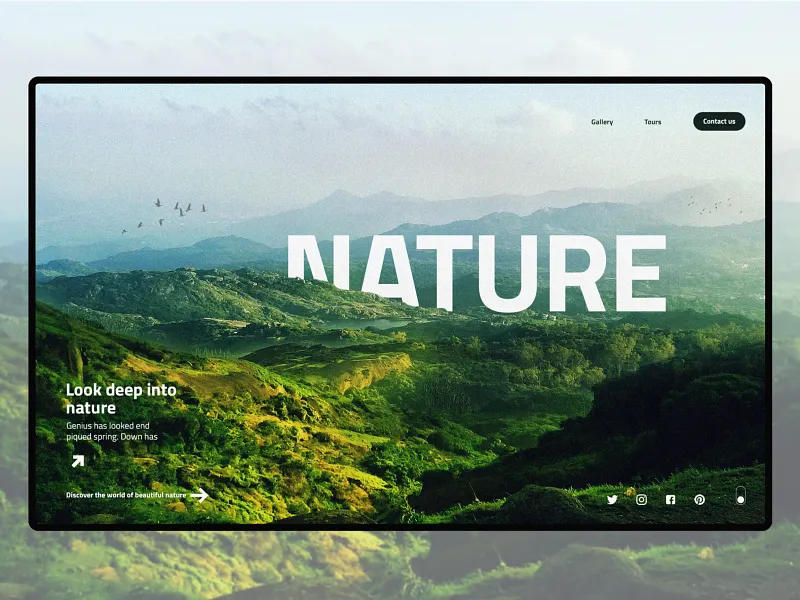 Gallery
Tours
Contact us
NATURE
Look deep into
nature
Genius has looked end
piqued spring. Down has
Discover the world of beautiful nature